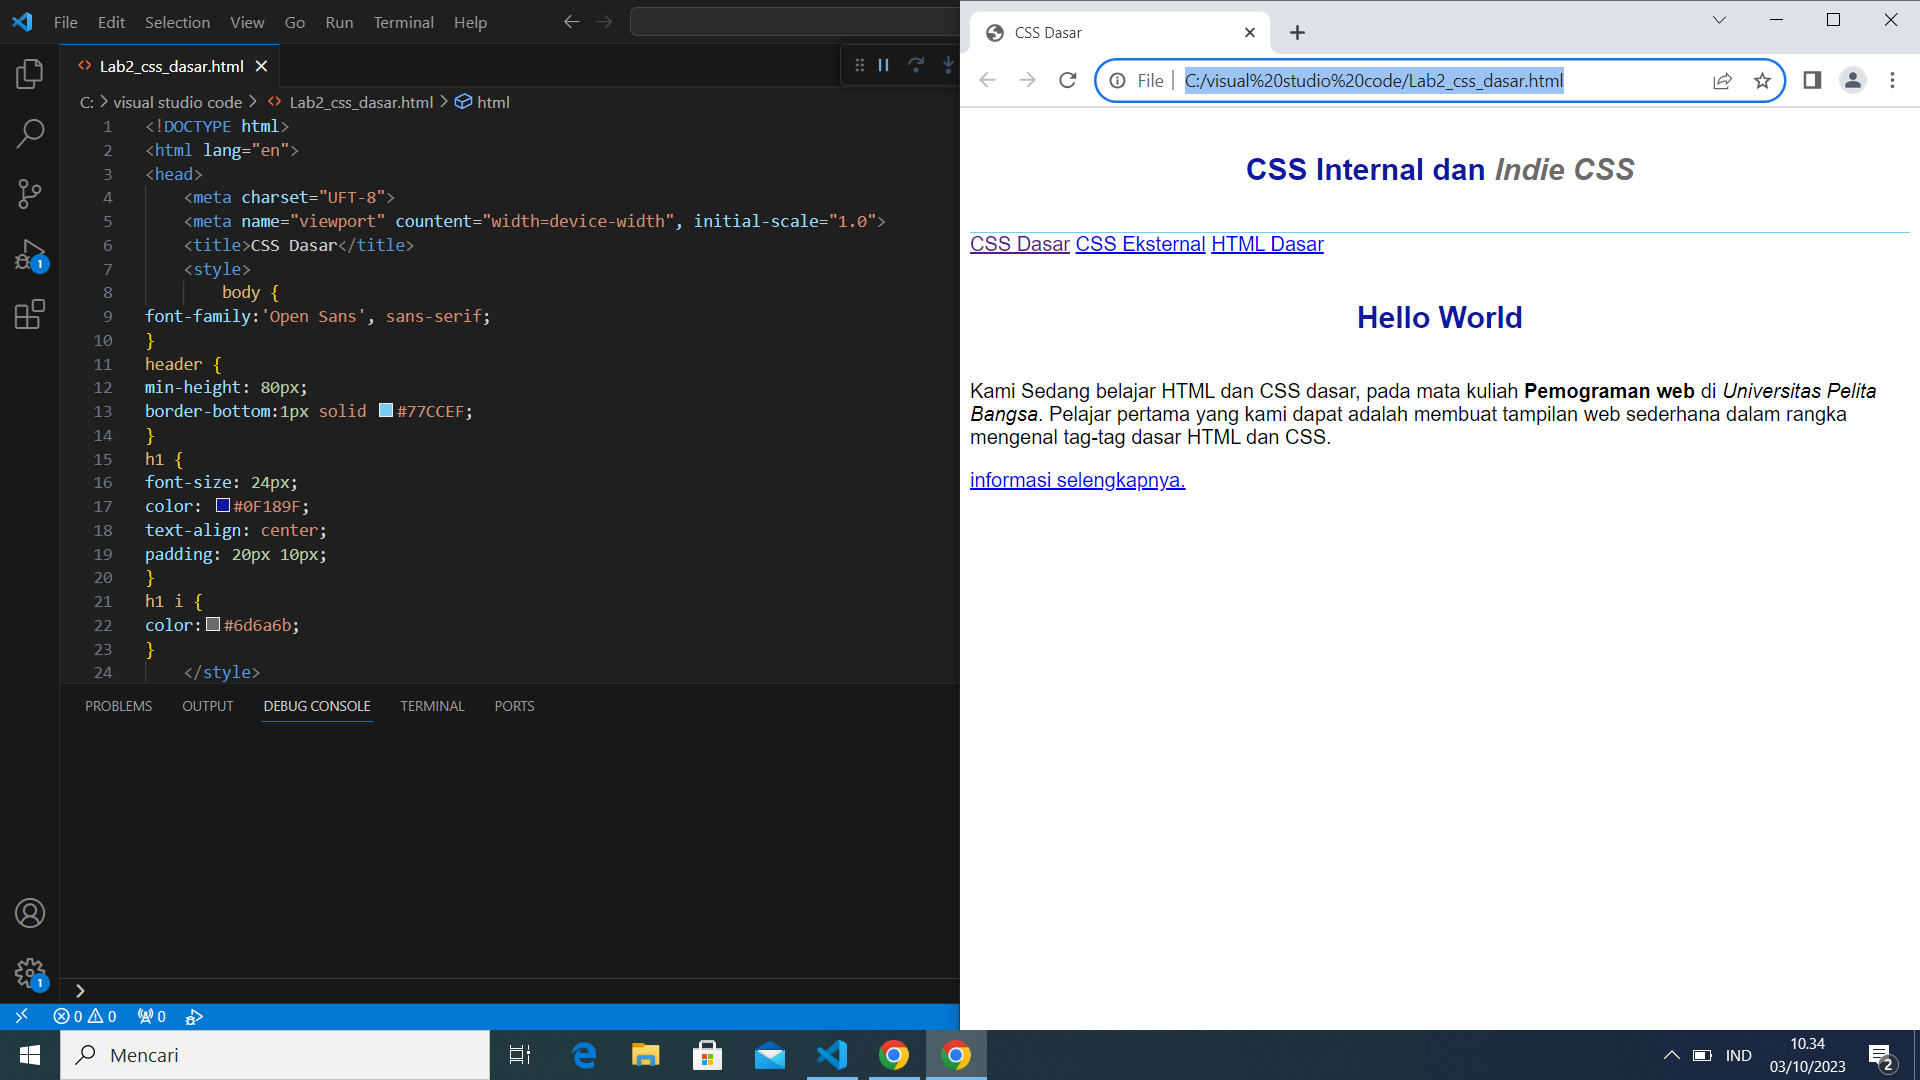 File Edit Selection View Go Run Terminal Help
Lab2_css_dasar.html
C: > visual studio code > Lab2_css_dasar.html > html
1 <!DOCTYPE html>
2 <html lang="en">
3 <head>
4 <meta charset="UFT-8">
5 <meta name="viewport" countent="width=device-width", initial-scale="1.0">
6 <title>CSS Dasar</title>
7 <style>
8 body {
9 font-family:'Open Sans', sans-serif;
10 }
11 header {
12 min-height: 80px;
13 border-bottom:1px solid #77CCEF;
14 }
15 h1 {
16 font-size: 24px;
17 color: #0F189F;
18 text-align: center;
19 padding: 20px 10px;
20 }
21 h1 i {
22 color:#6d6a6b;
23 }
24 </style>
PROBLEMS OUTPUT DEBUG CONSOLE TERMINAL PORTS
1
1
0 0 0
CSS Dasar
File C:/visual%20studio%20code/Lab2_css_dasar.html
CSS Internal dan Indie CSS
CSS Dasar CSS Eksternal HTML Dasar
Hello World
Kami Sedang belajar HTML dan CSS dasar, pada mata kuliah Pemograman web di Universitas Pelita
Bangsa. Pelajar pertama yang kami dapat adalah membuat tampilan web sederhana dalam rangka
mengenal tag-tag dasar HTML dan CSS.
informasi selengkapnya.
Mencari
IND
10.34
03/10/2023
2